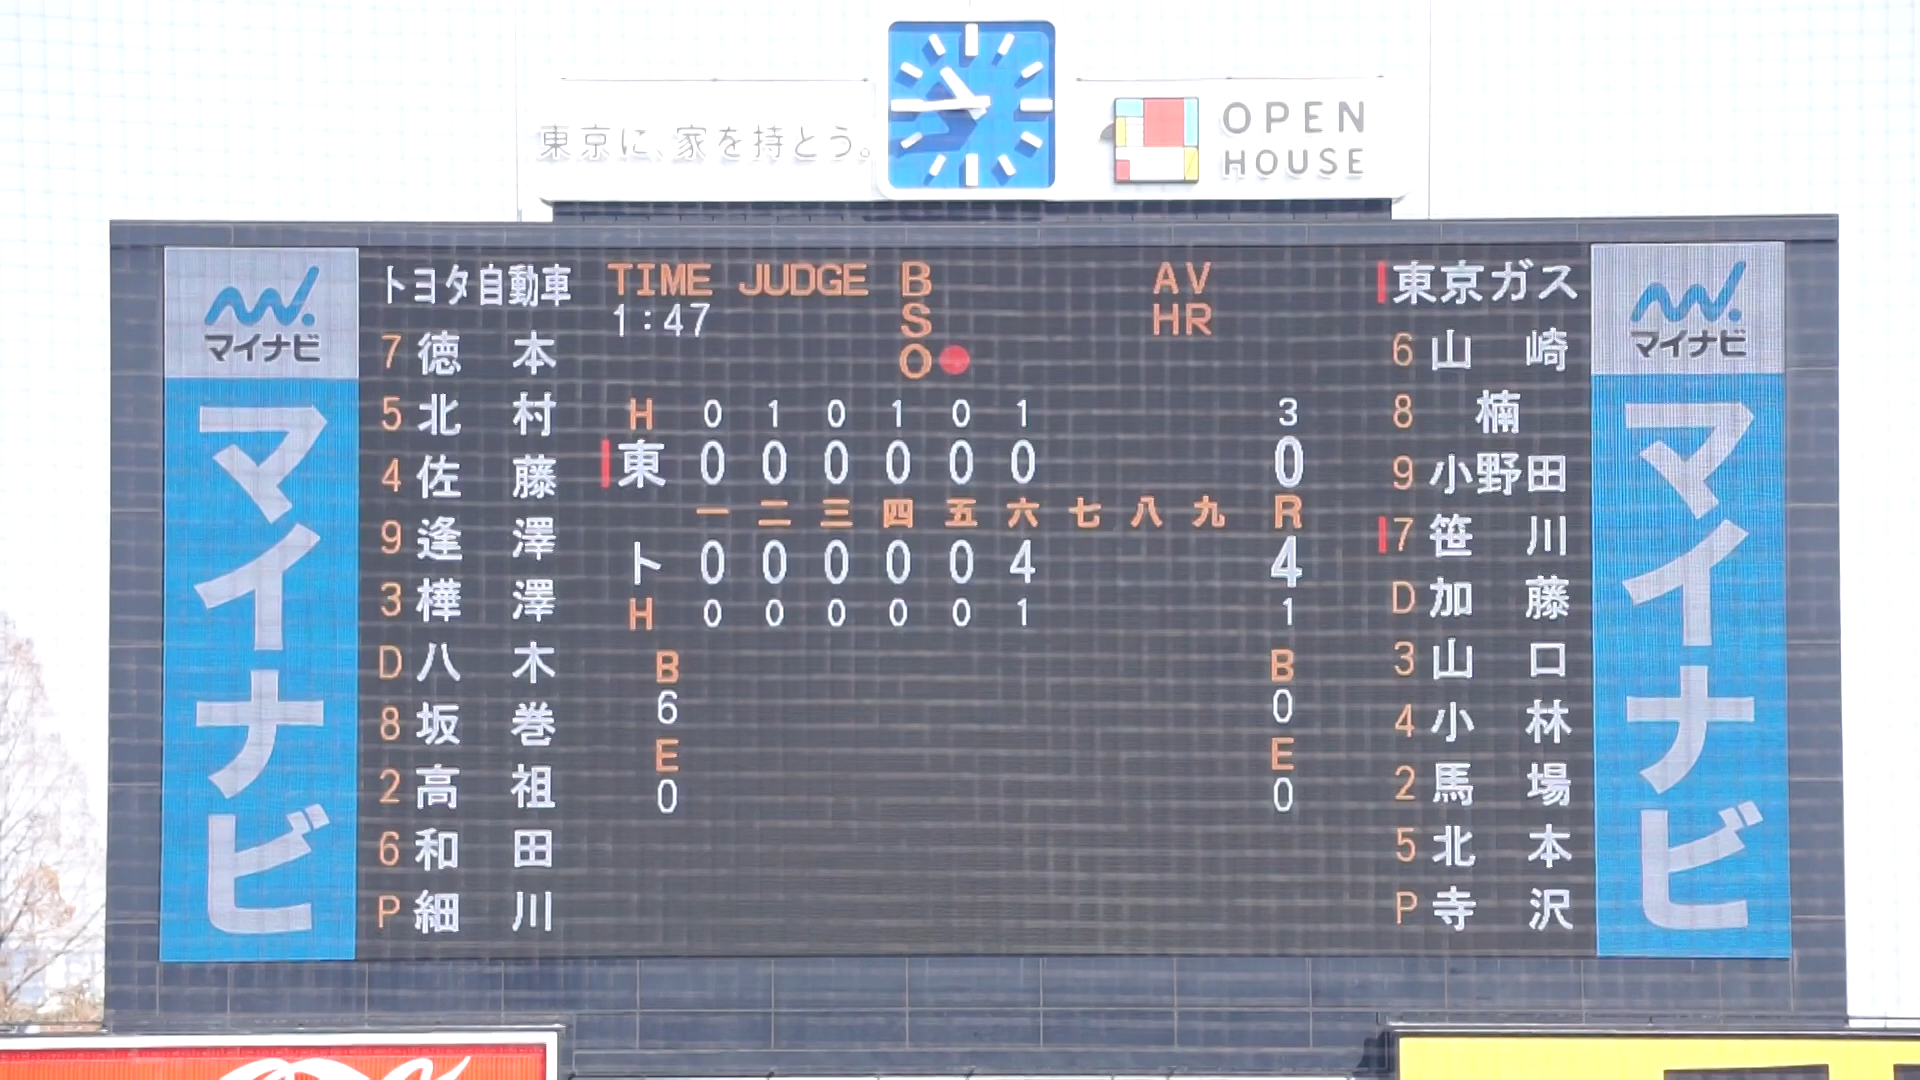 東京に、家を持とう。
OPEN
HOUSE
マイナビ
マイナビ
トヨタ自動車
7 徳本
5 北村
4 佐藤
9 逢澤
3 樺澤
D 八木
8 坂巻
2 高祖
6 和田
P 細川
TIME JUDGE B AV
1:47 S HR
O
H 0 1 0 1 0 1 3
東 0 0 0 0 0 0 0
一 二 三 四 五 六 七 八 九 R
ト 0 0 0 0 0 4 4
H 0 0 0 0 0 1 1
B B
6 0
E E
0 0
東京ガス
6 山崎
8 楠
9 小野田
7 笹川
D 加藤
3 山口
4 小林
2 馬場
5 北本
P 寺沢
マイナビ
マイナビ